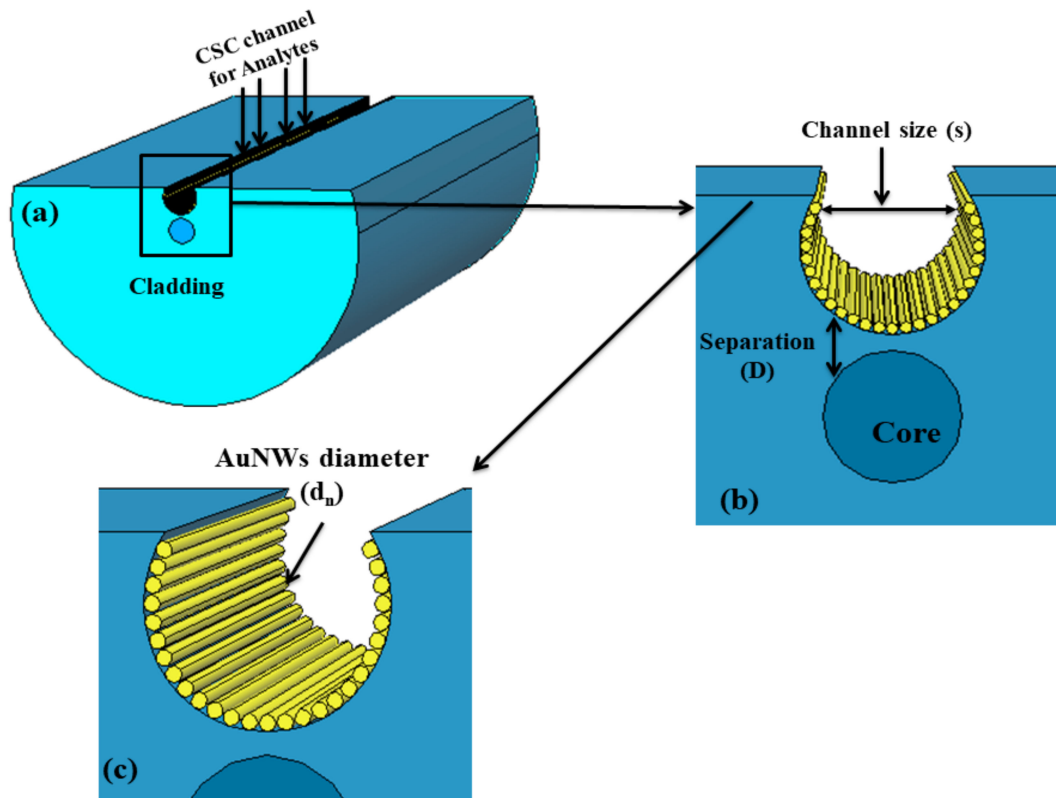 CSC channel
for Analytes
(a)
Cladding
Channel size (s)
Separation
(D)
Core
(b)
AuNWs diameter
(dₙ)
(c)